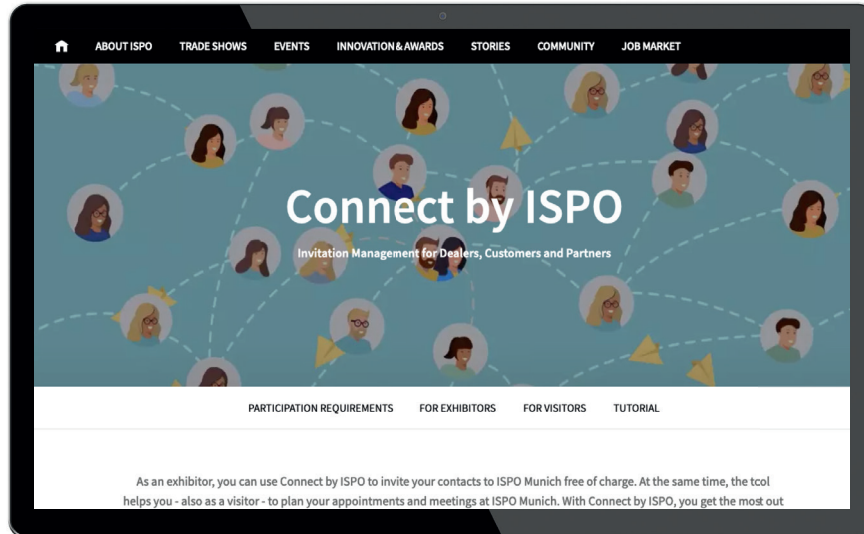 ABOUT ISPO TRADE SHOWS EVENTS INNOVATION & AWARDS STORIES COMMUNITY JOB MARKET
Connect by ISPO
Invitation Management for Dealers, Customers and Partners
PARTICIPATION REQUIREMENTS FOR EXHIBITORS FOR VISITORS TUTORIAL
As an exhibitor, you can use Connect by ISPO to invite your contacts to ISPO Munich free of charge. At the same time, the tcol
helps you - also as a visitor - to plan your appointments and meetings at ISPO Munich. With Connect by ISPO, you get the most out